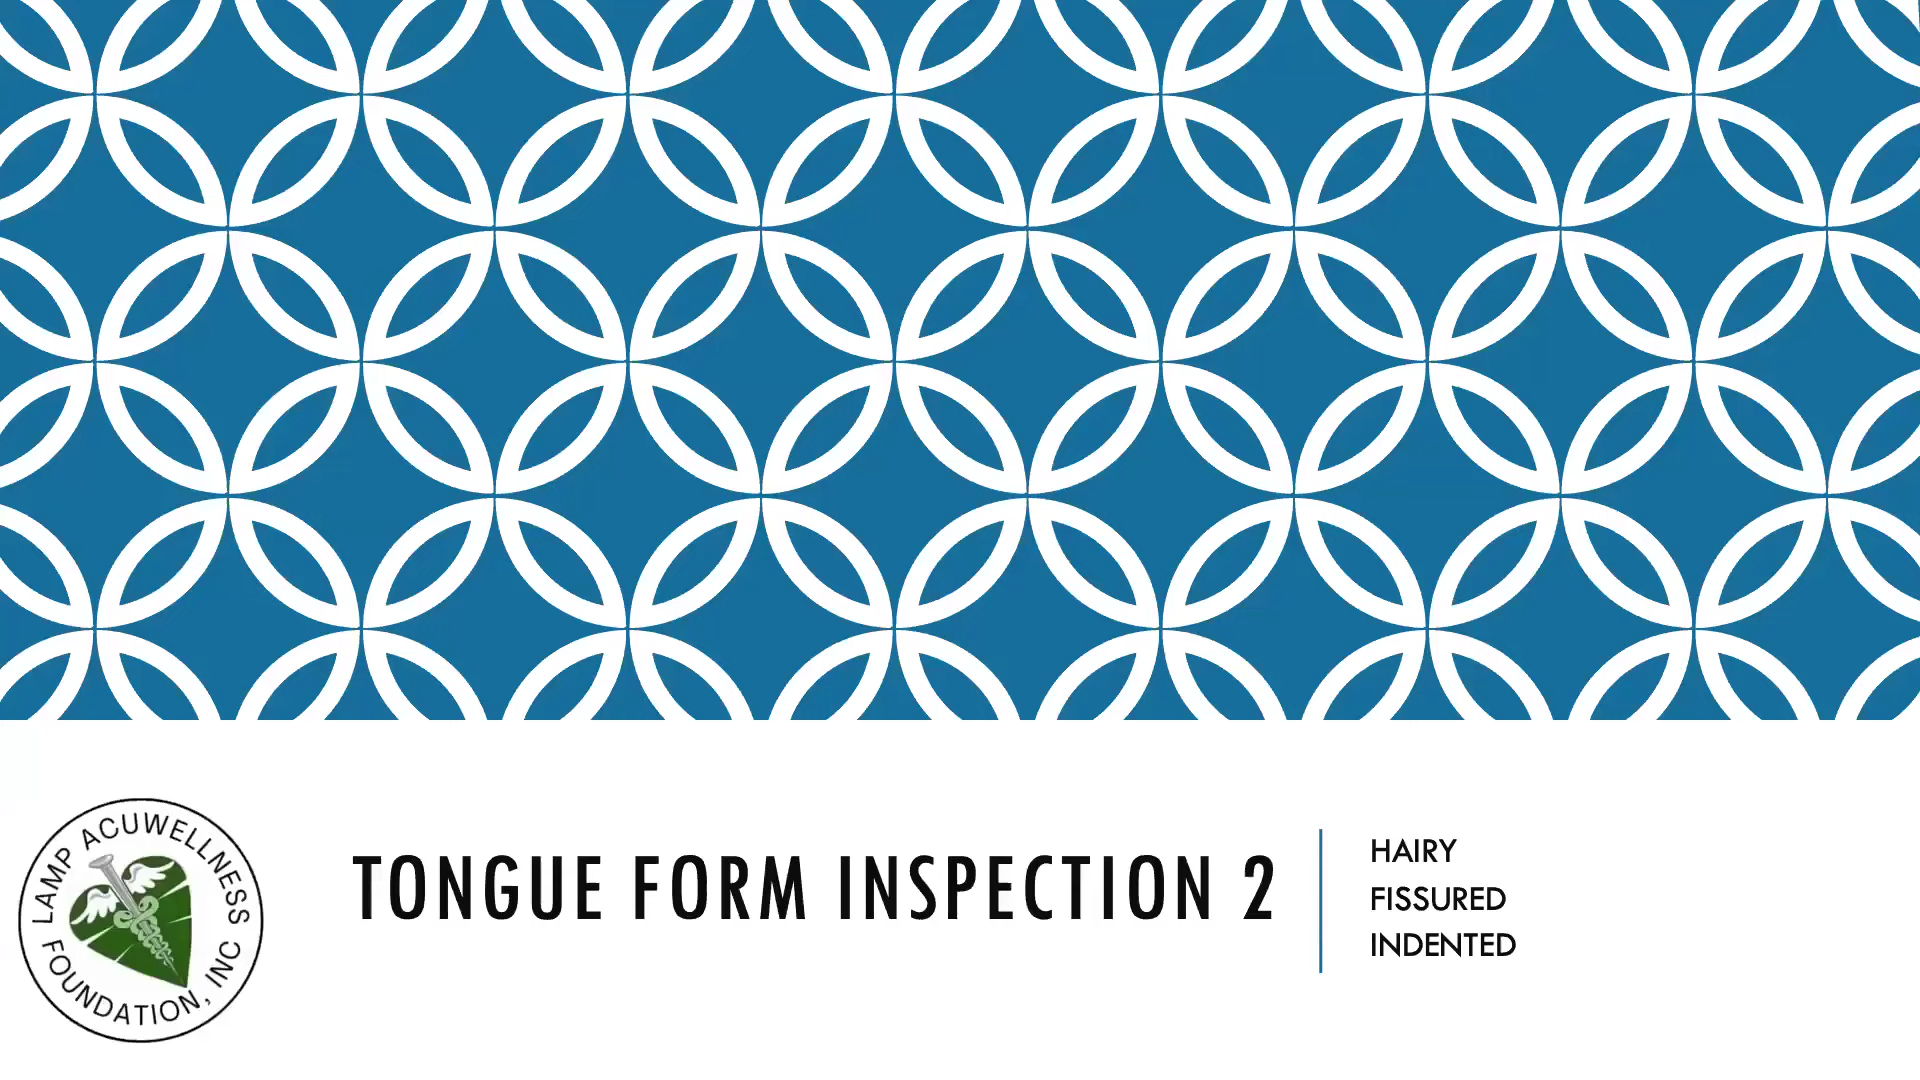 LAMP ACUWELLNESS
FOUNDATION, INC
TONGUE FORM INSPECTION 2
HAIRY
FISSURED
INDENTED